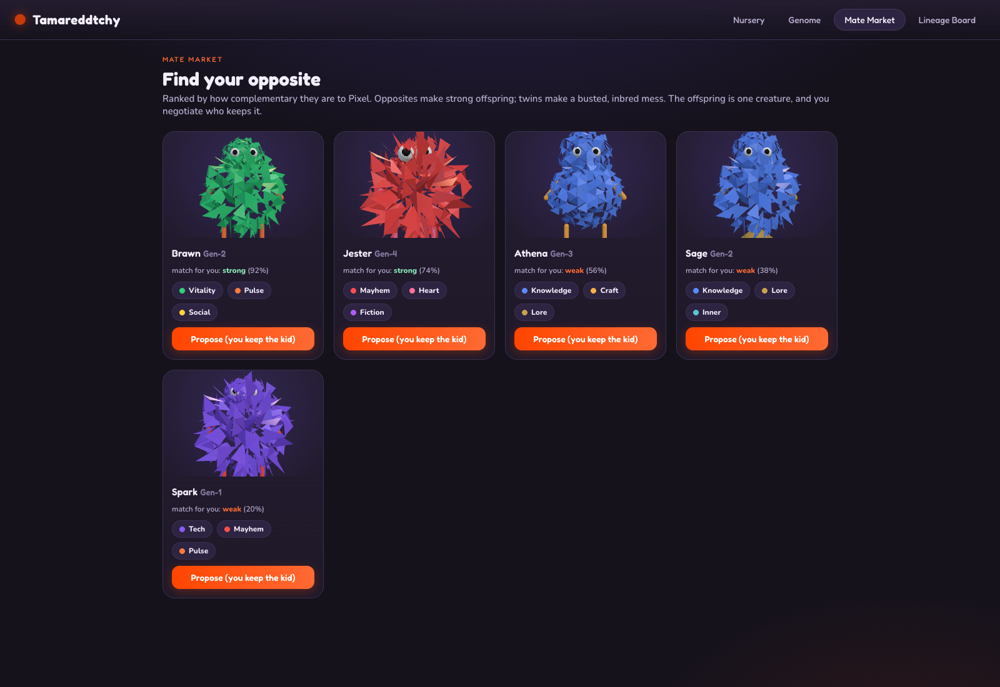 Tamareddtchy
Nursery
Genome
Mate Market
Lineage Board
MATE MARKET
Find your opposite
Ranked by how complementary they are to Pixel. Opposites make strong offspring; twins make a busted, inbred mess. The offspring is one creature, and you
negotiate who keeps it.
Brawn Gen-2
match for you: strong (92%)
Vitality
Pulse
Social
Propose (you keep the kid)
Jester Gen-4
match for you: strong (74%)
Mayhem
Heart
Fiction
Propose (you keep the kid)
Athena Gen-3
match for you: weak (56%)
Knowledge
Craft
Lore
Propose (you keep the kid)
Sage Gen-2
match for you: weak (38%)
Knowledge
Lore
Inner
Propose (you keep the kid)
Spark Gen-1
match for you: weak (20%)
Tech
Mayhem
Pulse
Propose (you keep the kid)